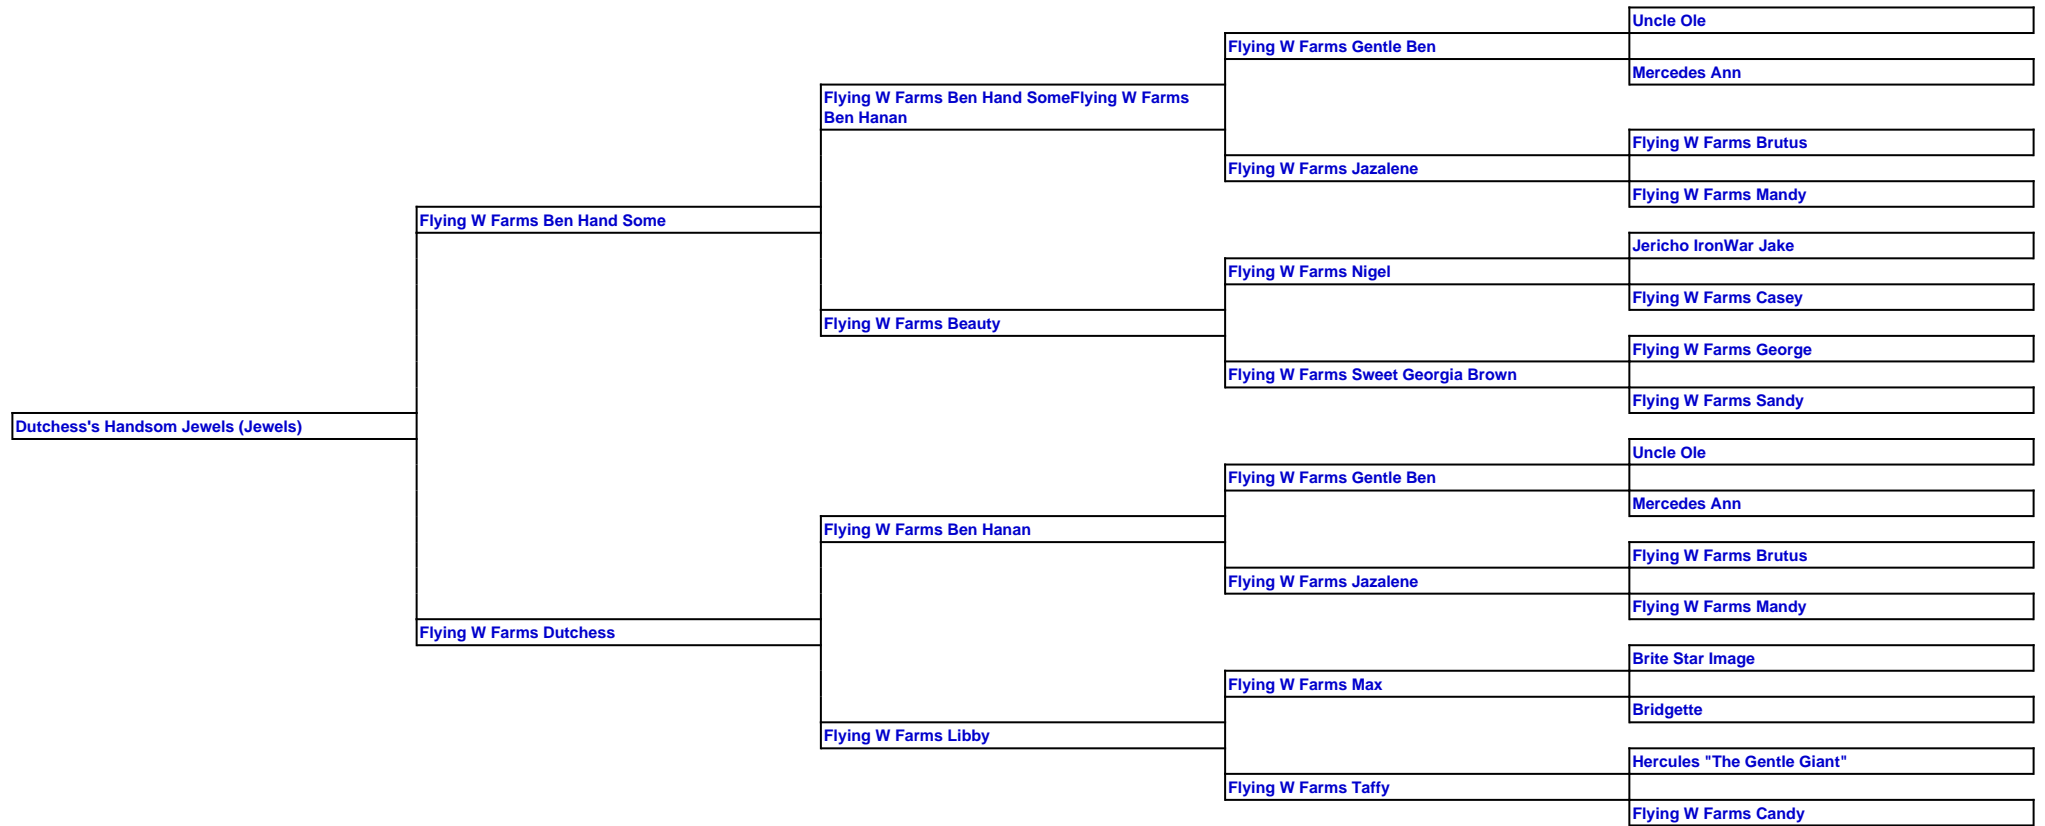 Uncle Ole
Flying W Farms Gentle Ben
Mercedes Ann
Flying W Farms Ben Hand SomeFlying W Farms
Ben Hanan
Flying W Farms Brutus
Flying W Farms Jazalene
Flying W Farms Mandy
Flying W Farms Ben Hand Some
Jericho IronWar Jake
Flying W Farms Nigel
Flying W Farms Casey
Flying W Farms Beauty
Flying W Farms George
Flying W Farms Sweet Georgia Brown
Flying W Farms Sandy
Dutchess's Handsom Jewels (Jewels)
Uncle Ole
Flying W Farms Gentle Ben
Mercedes Ann
Flying W Farms Ben Hanan
Flying W Farms Brutus
Flying W Farms Jazalene
Flying W Farms Mandy
Flying W Farms Dutchess
Brite Star Image
Flying W Farms Max
Bridgette
Flying W Farms Libby
Hercules "The Gentle Giant"
Flying W Farms Taffy
Flying W Farms Candy